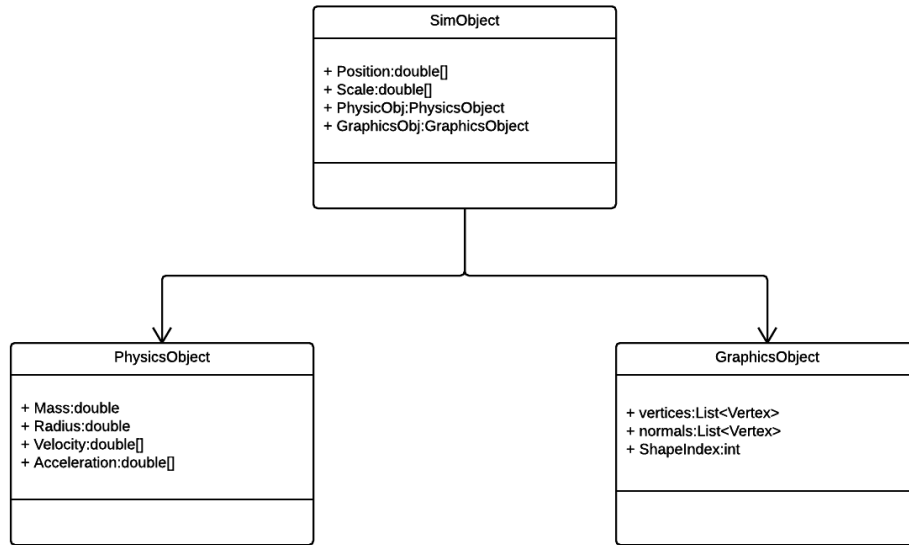 SimObject
+ Position:double[]
+ Scale:double[]
+ PhysicObj:PhysicsObject
+ GraphicsObj:GraphicsObject
PhysicsObject
+ Mass:double
+ Radius:double
+ Velocity:double[]
+ Acceleration:double[]
GraphicsObject
+ vertices:List<Vertex>
+ normals:List<Vertex>
+ ShapeIndex:int